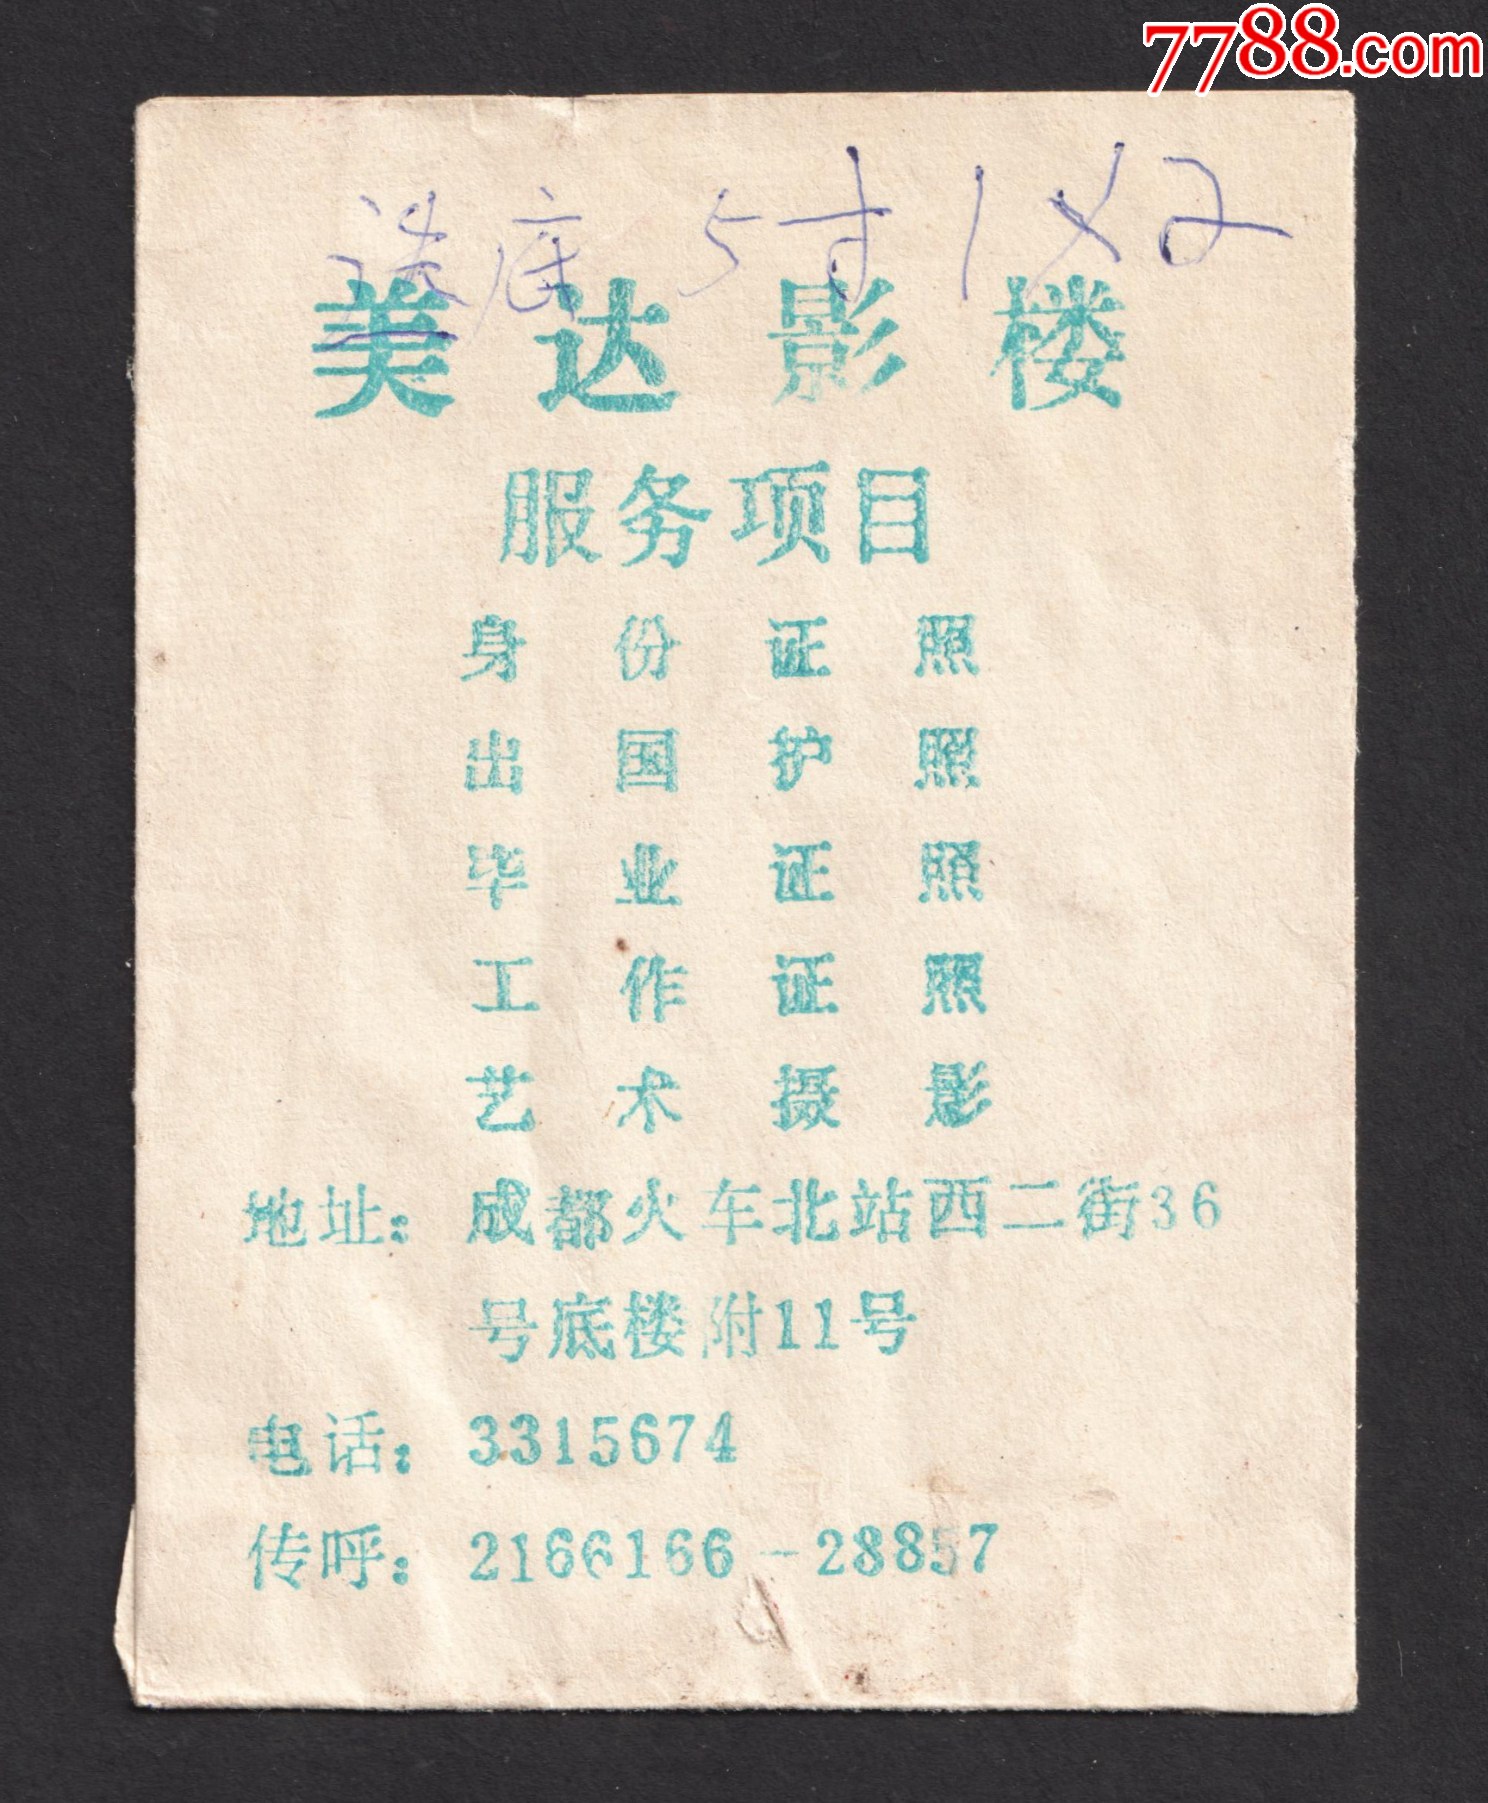 7788.com
选底 5寸 1×2
美达影楼
服务项目
身份证照
出国护照
毕业证照
工作证照
艺术摄影
地址：成都火车北站西二街36
号底楼附11号
电话：3315674
传呼：2166166-28857